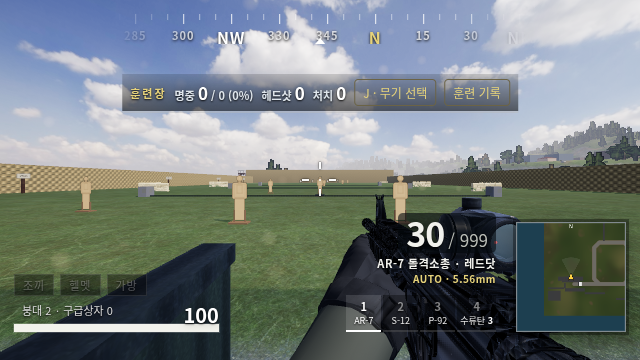 285 300 NW 330 345 N 15 30 N
훈련장 명중 0 / 0 (0%) 헤드샷 0 처치 0 J · 무기 선택 훈련 기록
30 / 999
AR-7 돌격소총 · 레드닷
AUTO · 5.56mm
조끼 헬멧 가방
붕대 2 · 구급상자 0 100
1 2 3 4
AR-7 S-12 P-92 수류탄 3
N